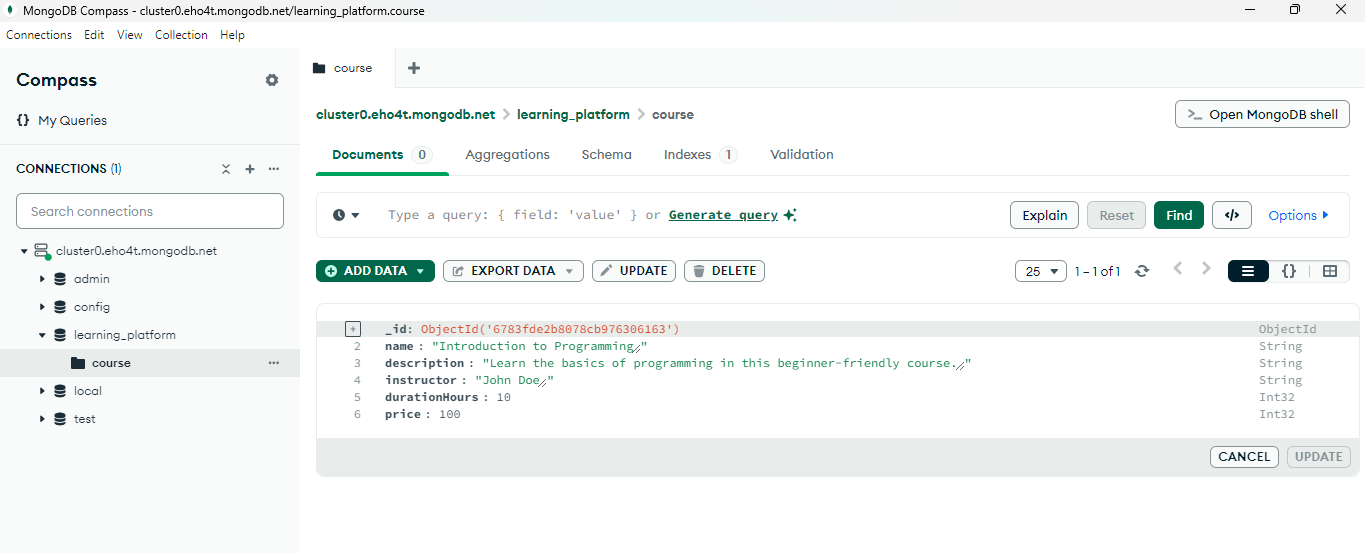 MongoDB Compass - cluster0.eho4t.mongodb.net/learning_platform.course
Connections Edit View Collection Help
Compass
{} My Queries
CONNECTIONS (1)
Search connections
cluster0.eho4t.mongodb.net
admin
config
learning_platform
course
local
test
course
cluster0.eho4t.mongodb.net > learning_platform > course
>_ Open MongoDB shell
Documents 0 Aggregations Schema Indexes 1 Validation
Type a query: { field: 'value' } or Generate query
Explain Reset Find </> Options
ADD DATA EXPORT DATA UPDATE DELETE
25 1 – 1 of 1 {}
_id: ObjectId('6783fde2b8078cb976306163') ObjectId
2 name : "Introduction to Programming" String
3 description : "Learn the basics of programming in this beginner-friendly course." String
4 instructor : "John Doe" String
5 durationHours : 10 Int32
6 price : 100 Int32
CANCEL UPDATE